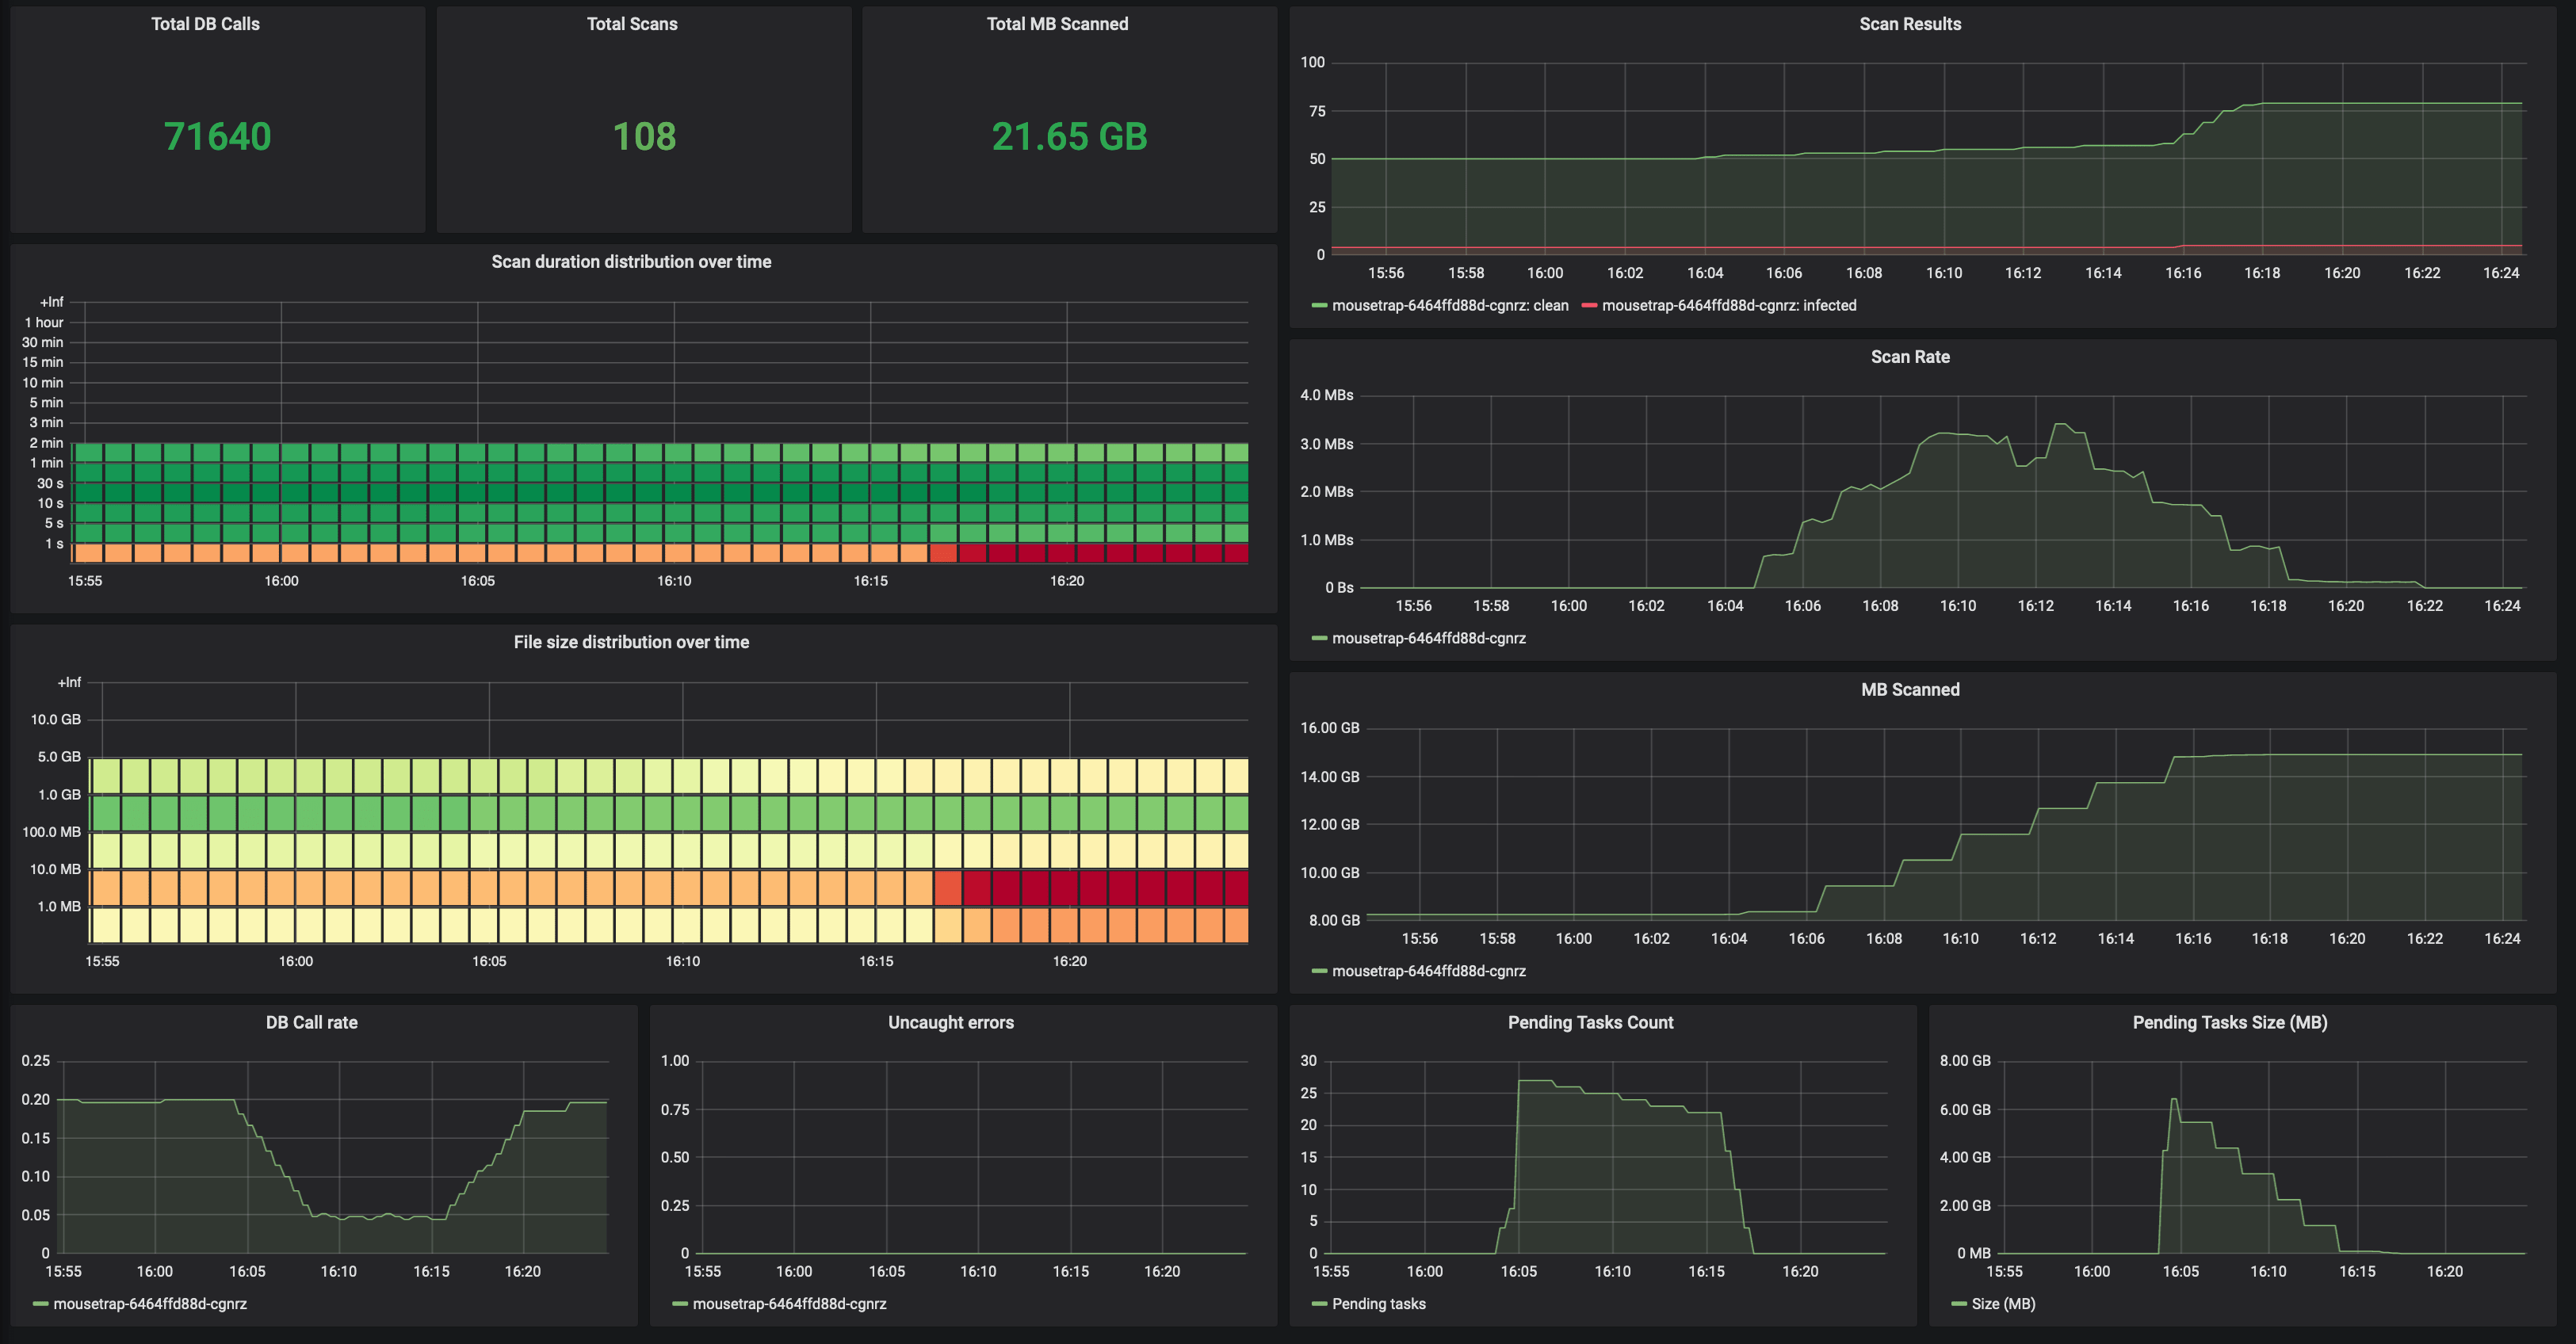 Total DB Calls
71640
Total Scans
108
Total MB Scanned
21.65 GB
Scan Results
100
75
50
25
0
15:56 15:58 16:00 16:02 16:04 16:06 16:08 16:10 16:12 16:14 16:16 16:18 16:20 16:22 16:24
mousetrap-6464ffd88d-cgnrz: clean mousetrap-6464ffd88d-cgnrz: infected
Scan duration distribution over time
+Inf
1 hour
30 min
15 min
10 min
5 min
3 min
2 min
1 min
30 s
10 s
5 s
1 s
15:55 16:00 16:05 16:10 16:15 16:20
Scan Rate
4.0 MBs
3.0 MBs
2.0 MBs
1.0 MBs
0 Bs
15:56 15:58 16:00 16:02 16:04 16:06 16:08 16:10 16:12 16:14 16:16 16:18 16:20 16:22 16:24
mousetrap-6464ffd88d-cgnrz
File size distribution over time
+Inf
10.0 GB
5.0 GB
1.0 GB
100.0 MB
10.0 MB
1.0 MB
15:55 16:00 16:05 16:10 16:15 16:20
MB Scanned
16.00 GB
14.00 GB
12.00 GB
10.00 GB
8.00 GB
15:56 15:58 16:00 16:02 16:04 16:06 16:08 16:10 16:12 16:14 16:16 16:18 16:20 16:22 16:24
mousetrap-6464ffd88d-cgnrz
DB Call rate
0.25
0.20
0.15
0.10
0.05
0
15:55 16:00 16:05 16:10 16:15 16:20
mousetrap-6464ffd88d-cgnrz
Uncaught errors
1.00
0.75
0.50
0.25
0
15:55 16:00 16:05 16:10 16:15 16:20
mousetrap-6464ffd88d-cgnrz
Pending Tasks Count
30
25
20
15
10
5
0
15:55 16:00 16:05 16:10 16:15 16:20
Pending tasks
Pending Tasks Size (MB)
8.00 GB
6.00 GB
4.00 GB
2.00 GB
0 MB
15:55 16:00 16:05 16:10 16:15 16:20
Size (MB)